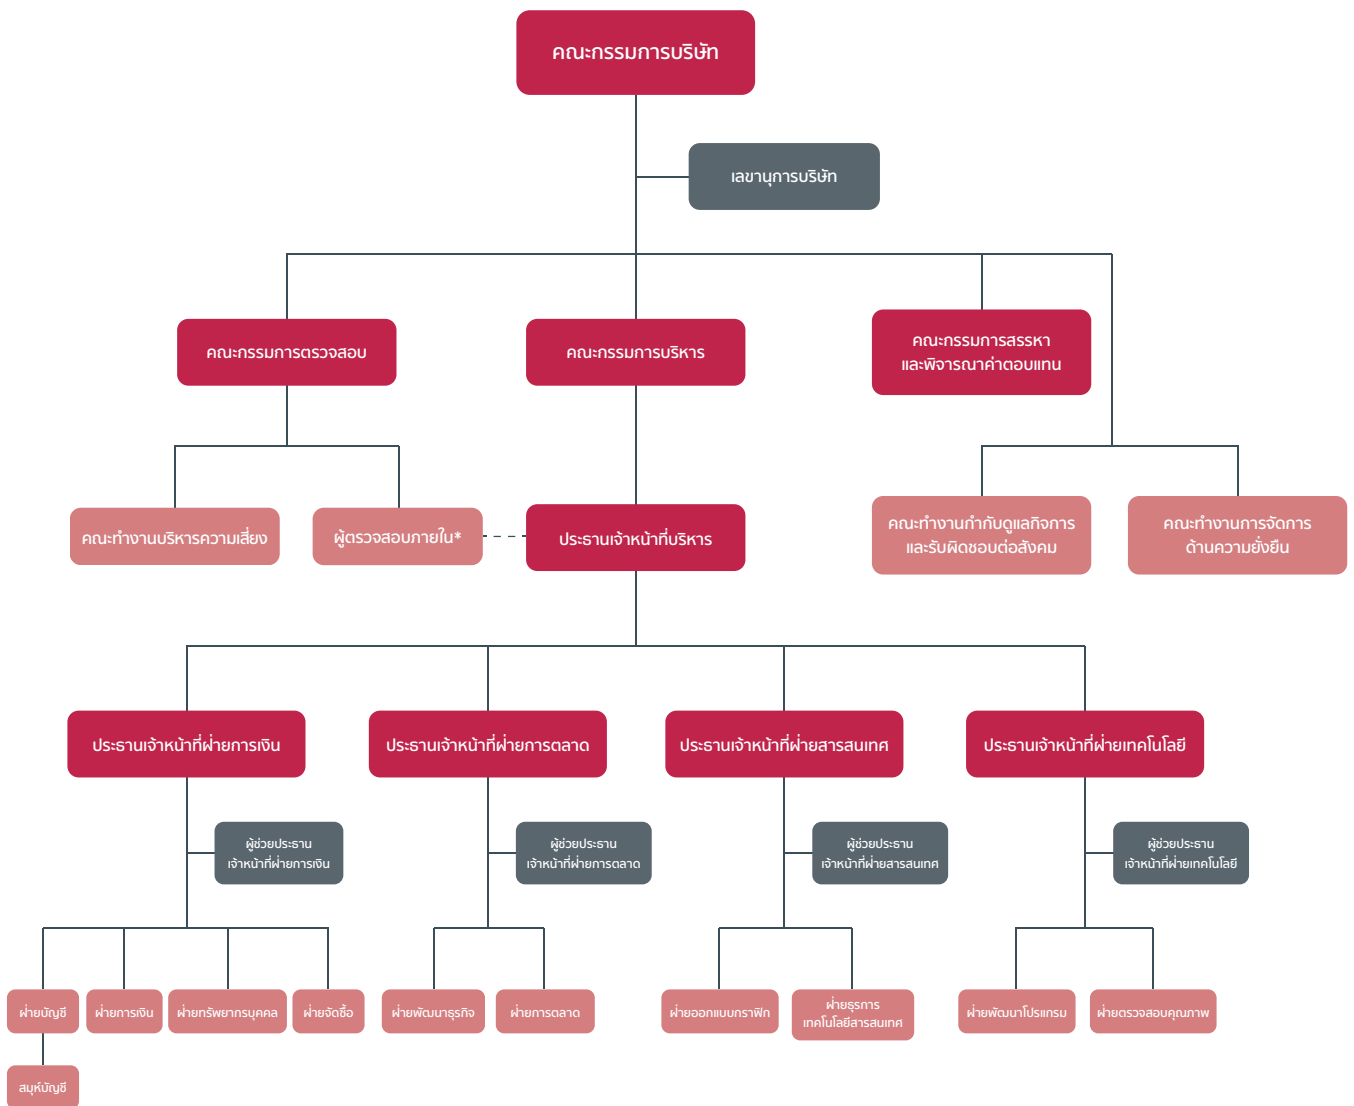 คณะกรรมการบริษัท
เลขานุการบริษัท
คณะกรรมการตรวจสอบ
คณะกรรมการบริหาร
คณะกรรมการสรรหา
และพิจารณาค่าตอบแทน
คณะทำงานบริหารความเสี่ยง
ผู้ตรวจสอบภายใน*
ประธานเจ้าหน้าที่บริหาร
คณะทำงานกำกับดูแลกิจการ
และรับผิดชอบต่อสังคม
คณะทำงานการจัดการ
ด้านความยั่งยืน
ประธานเจ้าหน้าที่ฝ่ายการเงิน
ประธานเจ้าหน้าที่ฝ่ายการตลาด
ประธานเจ้าหน้าที่ฝ่ายสารสนเทศ
ประธานเจ้าหน้าที่ฝ่ายเทคโนโลยี
ผู้ช่วยประธาน
เจ้าหน้าที่ฝ่ายการเงิน
ผู้ช่วยประธาน
เจ้าหน้าที่ฝ่ายการตลาด
ผู้ช่วยประธาน
เจ้าหน้าที่ฝ่ายสารสนเทศ
ผู้ช่วยประธาน
เจ้าหน้าที่ฝ่ายเทคโนโลยี
ฝ่ายบัญชี
ฝ่ายการเงิน
ฝ่ายทรัพยากรบุคคล
ฝ่ายจัดซื้อ
ฝ่ายพัฒนาธุรกิจ
ฝ่ายการตลาด
ฝ่ายออกแบบกราฟิก
ฝ่ายธุรการ
เทคโนโลยีสารสนเทศ
ฝ่ายพัฒนาโปรแกรม
ฝ่ายตรวจสอบคุณภาพ
สมุห์บัญชี